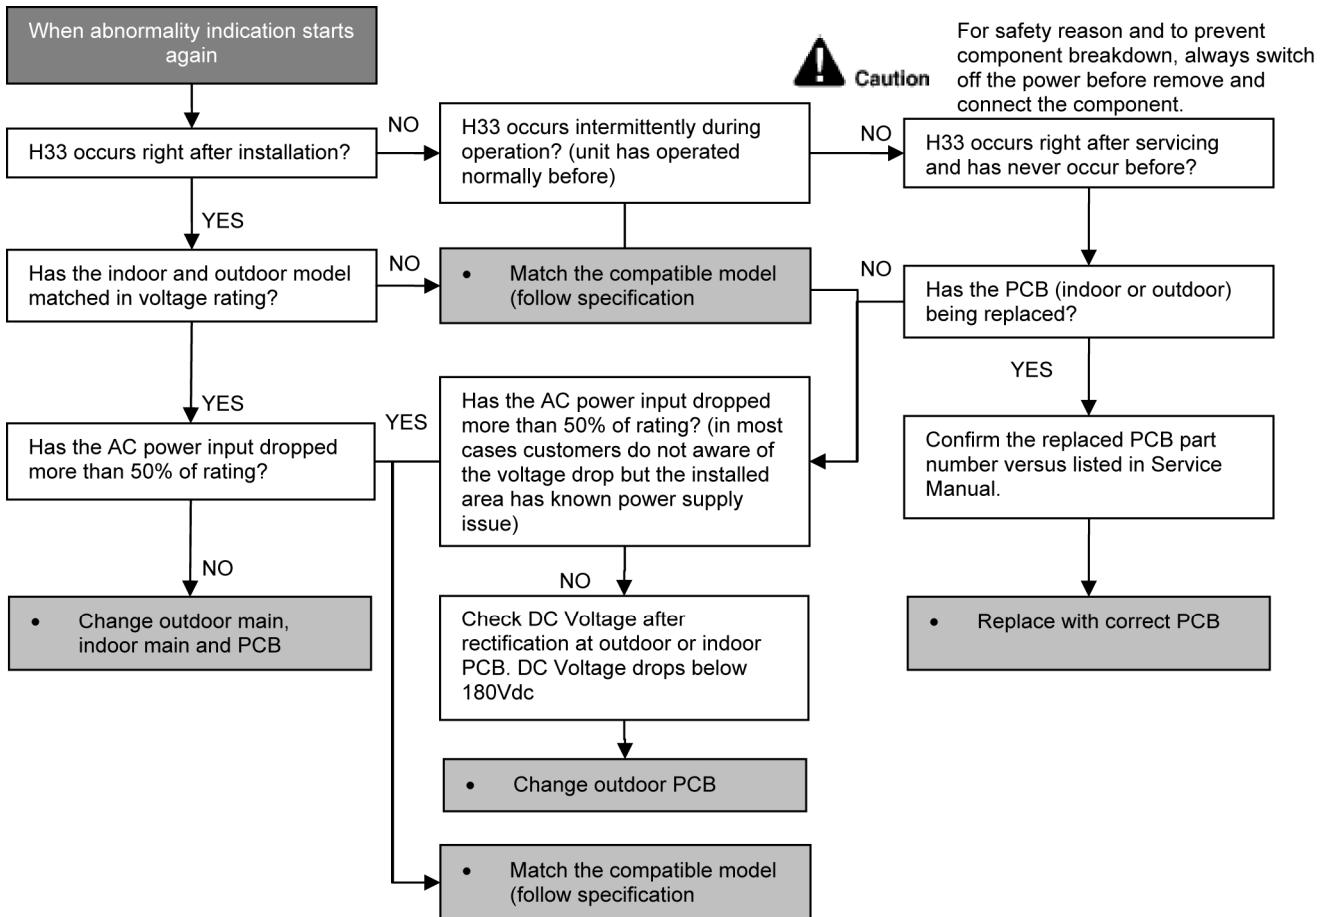 When abnormality indication starts
again
Caution
For safety reason and to prevent
component breakdown, always switch
off the power before remove and
connect the component.
H33 occurs right after installation?
NO
H33 occurs intermittently during
operation? (unit has operated
normally before)
NO
H33 occurs right after servicing
and has never occur before?
YES
Has the indoor and outdoor model
matched in voltage rating?
NO
• Match the compatible model
(follow specification
NO
Has the PCB (indoor or outdoor)
being replaced?
YES
YES
Has the AC power input dropped
more than 50% of rating?
YES
Has the AC power input dropped
more than 50% of rating? (in most
cases customers do not aware of
the voltage drop but the installed
area has known power supply
issue)
Confirm the replaced PCB part
number versus listed in Service
Manual.
NO
• Change outdoor main,
indoor main and PCB
NO
Check DC Voltage after
rectification at outdoor or indoor
PCB. DC Voltage drops below
180Vdc
• Replace with correct PCB
• Change outdoor PCB
• Match the compatible model
(follow specification